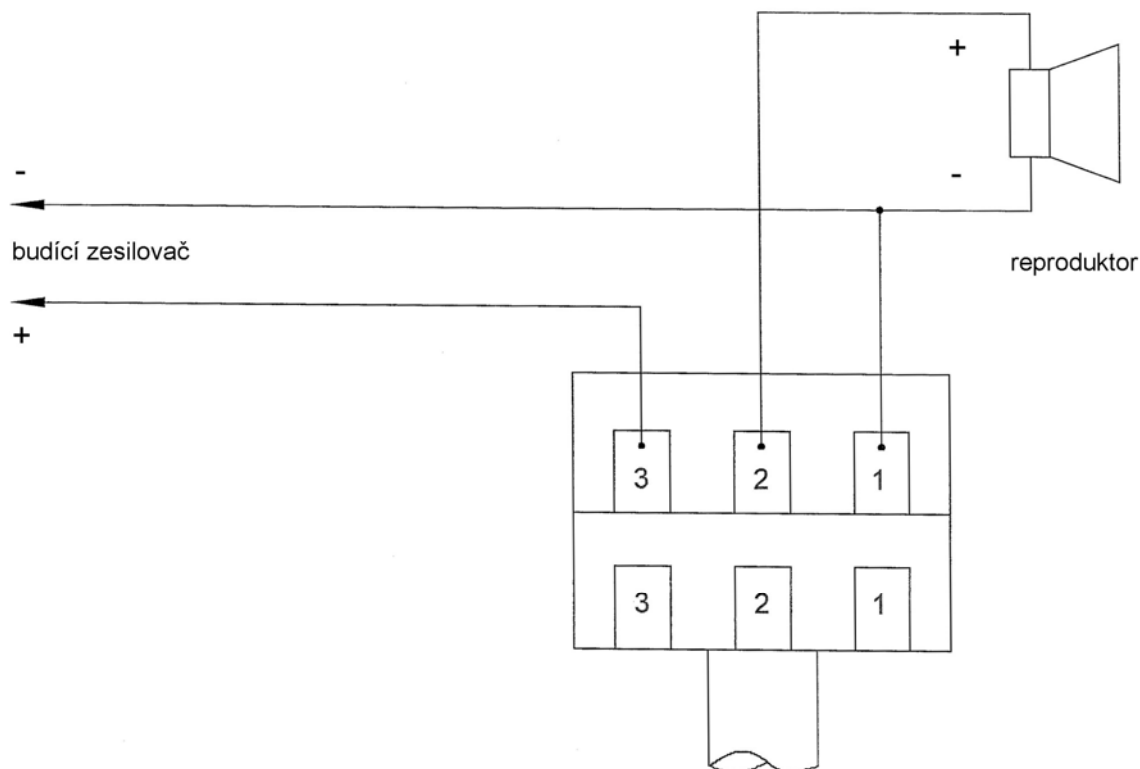 +
-
-
budící zesilovač
reproduktor
+
3 2 1
3 2 1